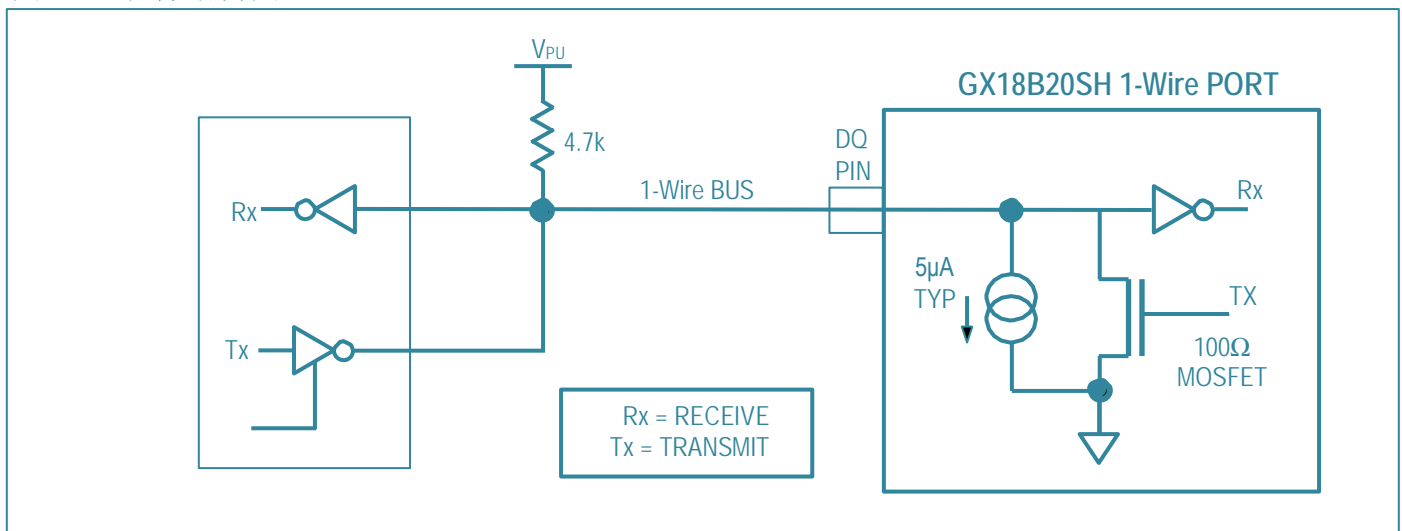 V_PU
4.7k
Rx
Tx
1-Wire BUS
DQ
PIN
GX18B20SH 1-Wire PORT
Rx
5µA
TYP
TX
100Ω
MOSFET
Rx = RECEIVE
Tx = TRANSMIT